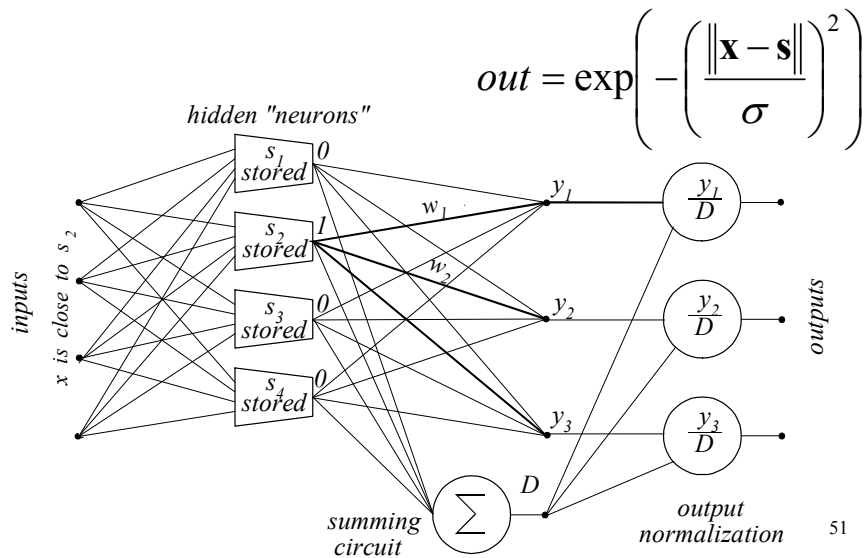 out = exp(-(‖x − s‖ / σ)²)
hidden "neurons"
s₁ stored
0
s₂ stored
1
s₃ stored
0
s₄ stored
0
inputs
x is close to s₂
w₁
w₂
y₁
y₂
y₃
y₁/D
y₂/D
y₃/D
outputs
D
Σ
summing
circuit
output
normalization
51